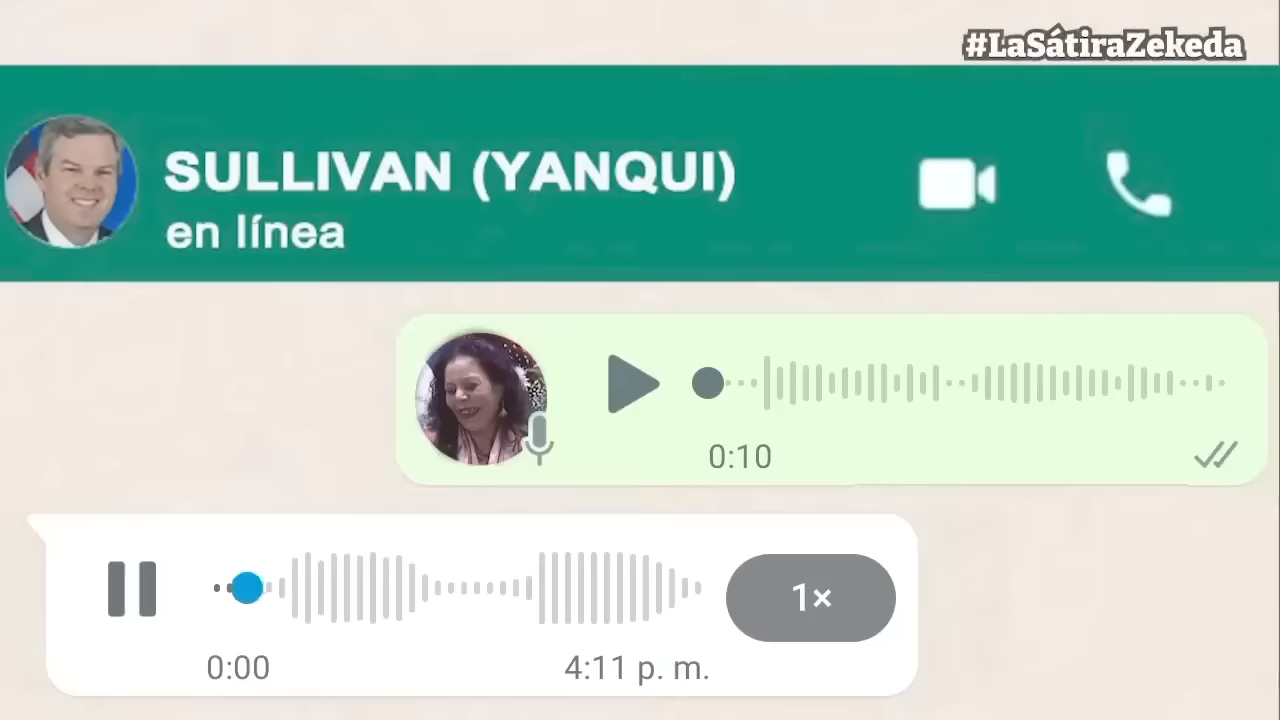 #LaSátiraZekeda
SULLIVAN (YANQUI)
en línea
0:10
1×
0:00
4:11 p. m.